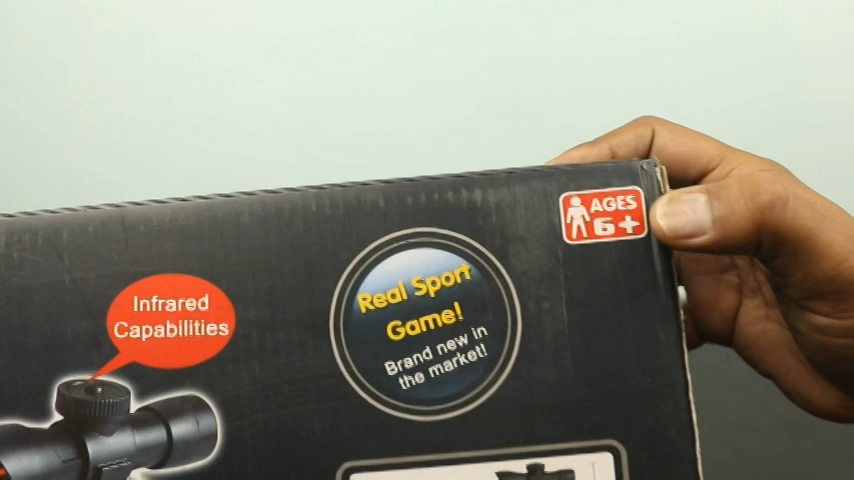 AGES
6+
Real Sport
Game!
Brand new in
the market!
Infrared
Capabilities